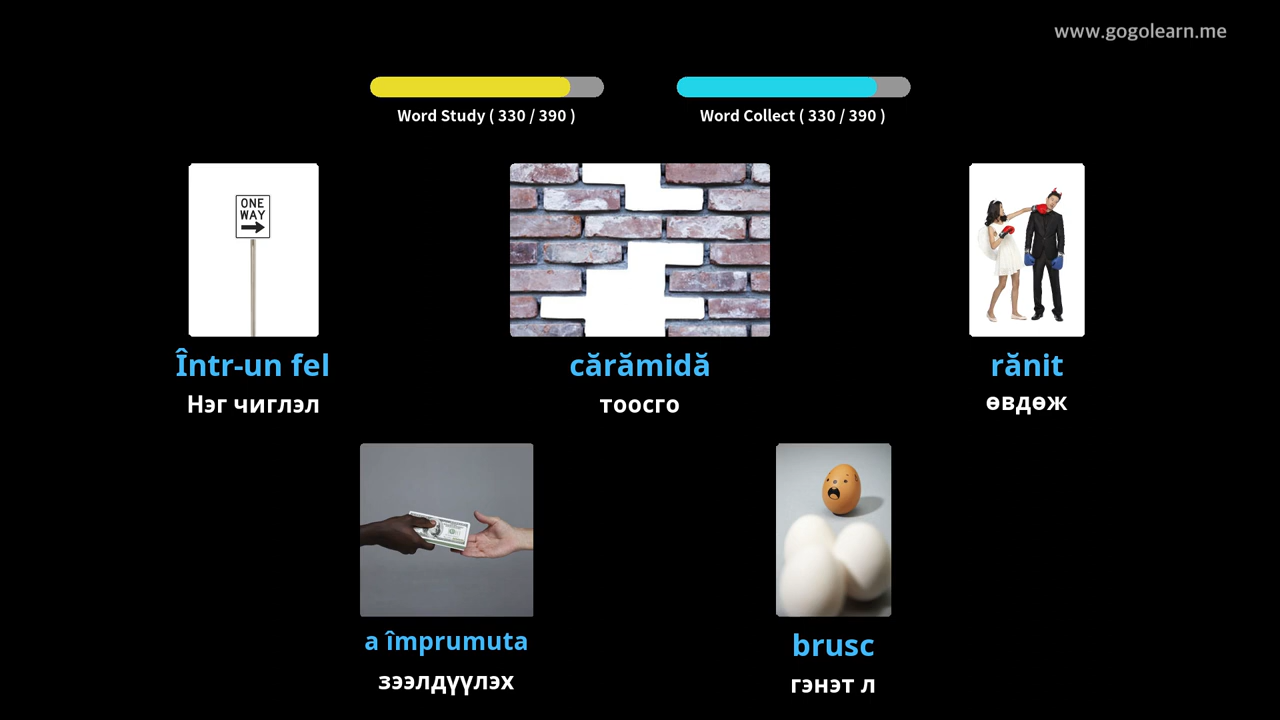 www.gogolearn.me
Word Study ( 330 / 390 )
Word Collect ( 330 / 390 )
ONE
WAY
Într-un fel
cărămidă
rănit
Нэг чиглэл
тоосго
өвдөж
a împrumuta
brusc
зээлдүүлэх
гэнэт л